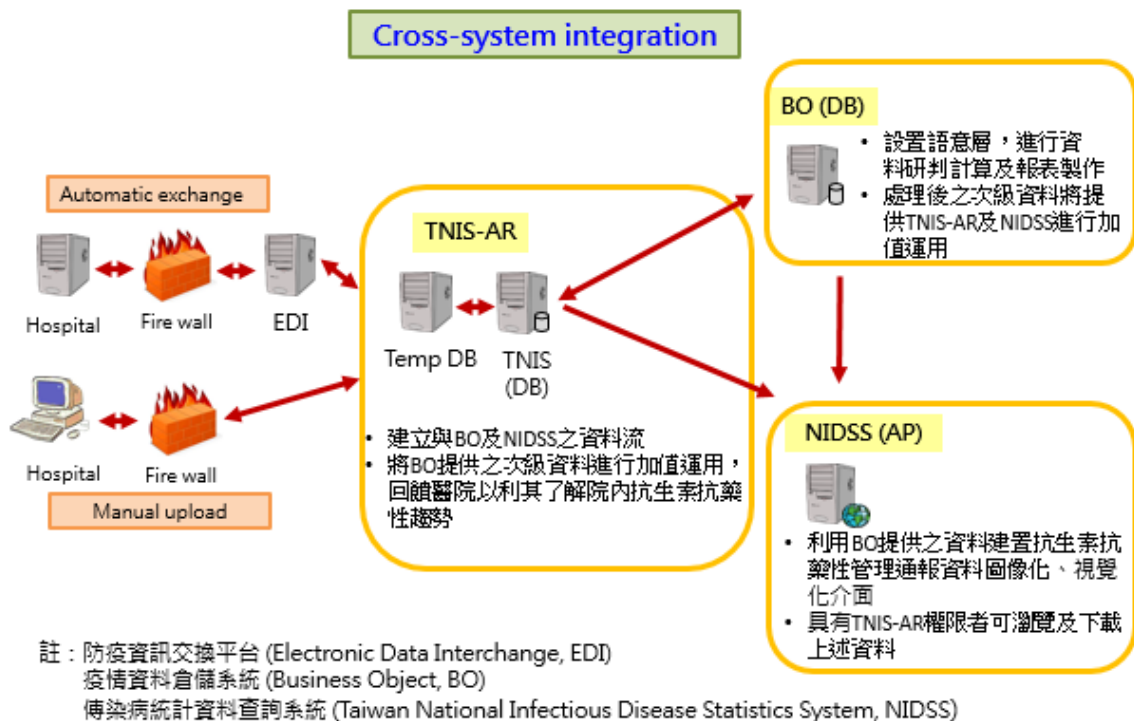 Cross-system integration
Automatic exchange
Hospital
Fire wall
EDI
Hospital
Fire wall
Manual upload
TNIS-AR
Temp DB
TNIS
(DB)
• 建立與BO及NIDSS之資料流
• 將BO提供之次級資料進行加值運用，
回饋醫院以利其了解院內抗生素抗藥
性趨勢
BO (DB)
• 設置語意層，進行資
料研判計算及報表製作
• 處理後之次級資料將提
供TNIS-AR及NIDSS進行加
值運用
NIDSS (AP)
• 利用BO提供之資料建置抗生素抗
藥性管理通報資料圖像化、視覺
化介面
• 具有TNIS-AR權限者可瀏覽及下載
上述資料
註：防疫資訊交換平台 (Electronic Data Interchange, EDI)
疫情資料倉儲系統 (Business Object, BO)
傳染病統計資料查詢系統 (Taiwan National Infectious Disease Statistics System, NIDSS)